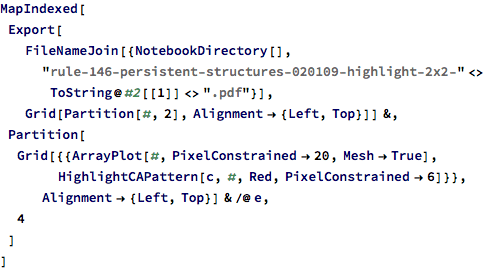 MapIndexed[
Export[
FileNameJoin[{NotebookDirectory[],
"rule-146-persistent-structures-020109-highlight-2x2-" <>
ToString@#2[[1]] <> ".pdf"}],
Grid[Partition[#, 2], Alignment → {Left, Top}]] &,
Partition[
Grid[{{ArrayPlot[#, PixelConstrained → 20, Mesh → True],
HighlightCAPattern[c, #, Red, PixelConstrained → 6]}},
Alignment → {Left, Top}] & /@ e,
4
]
]